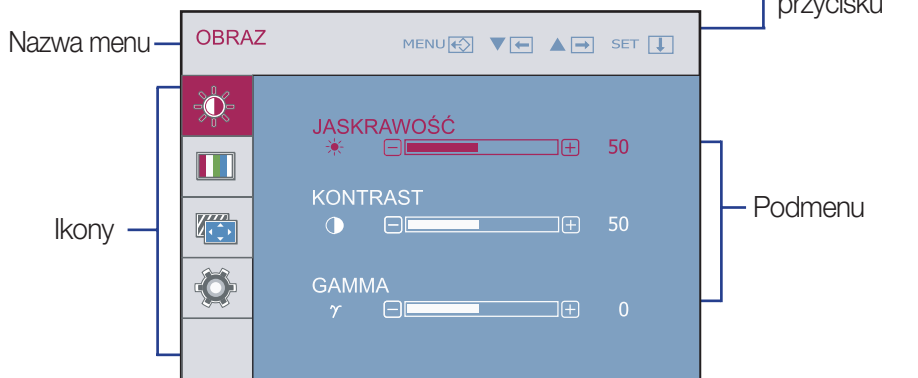 przycisku
Nazwa menu
OBRAZ
MENU SET
JASKRAWOŚĆ
50
KONTRAST
50
GAMMA
γ 0
Ikony
Podmenu